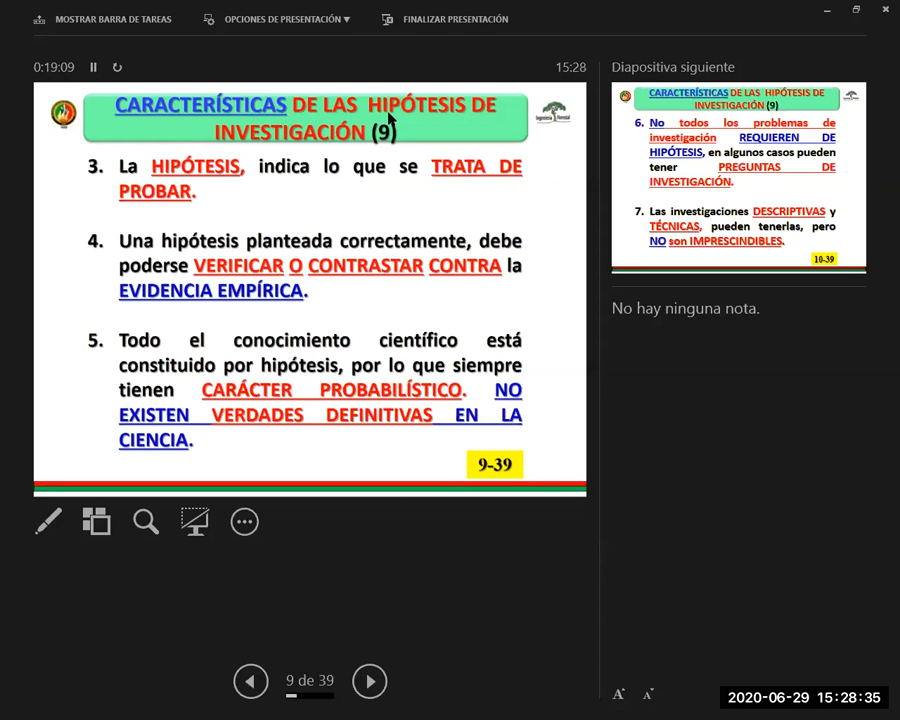 MOSTRAR BARRA DE TAREAS
OPCIONES DE PRESENTACIÓN ▼
FINALIZAR PRESENTACIÓN
0:19:09
15:28
CARACTERÍSTICAS DE LAS HIPÓTESIS DE
INVESTIGACIÓN (9)
3. La HIPÓTESIS, indica lo que se TRATA DE
PROBAR.
4. Una hipótesis planteada correctamente, debe
poderse VERIFICAR O CONTRASTAR CONTRA la
EVIDENCIA EMPÍRICA.
5. Todo el conocimiento científico está
constituido por hipótesis, por lo que siempre
tienen CARÁCTER PROBABILÍSTICO. NO
EXISTEN VERDADES DEFINITIVAS EN LA
CIENCIA.
9-39
Diapositiva siguiente
CARACTERÍSTICAS DE LAS HIPÓTESIS DE
INVESTIGACIÓN (9)
6. No todos los problemas de
investigación REQUIEREN DE
HIPÓTESIS, en algunos casos pueden
tener PREGUNTAS DE
INVESTIGACIÓN.
7. Las investigaciones DESCRIPTIVAS y
TÉCNICAS, pueden tenerlas, pero
NO son IMPRESCINDIBLES.
10-39
No hay ninguna nota.
9 de 39
A A
2020-06-29 15:28:35